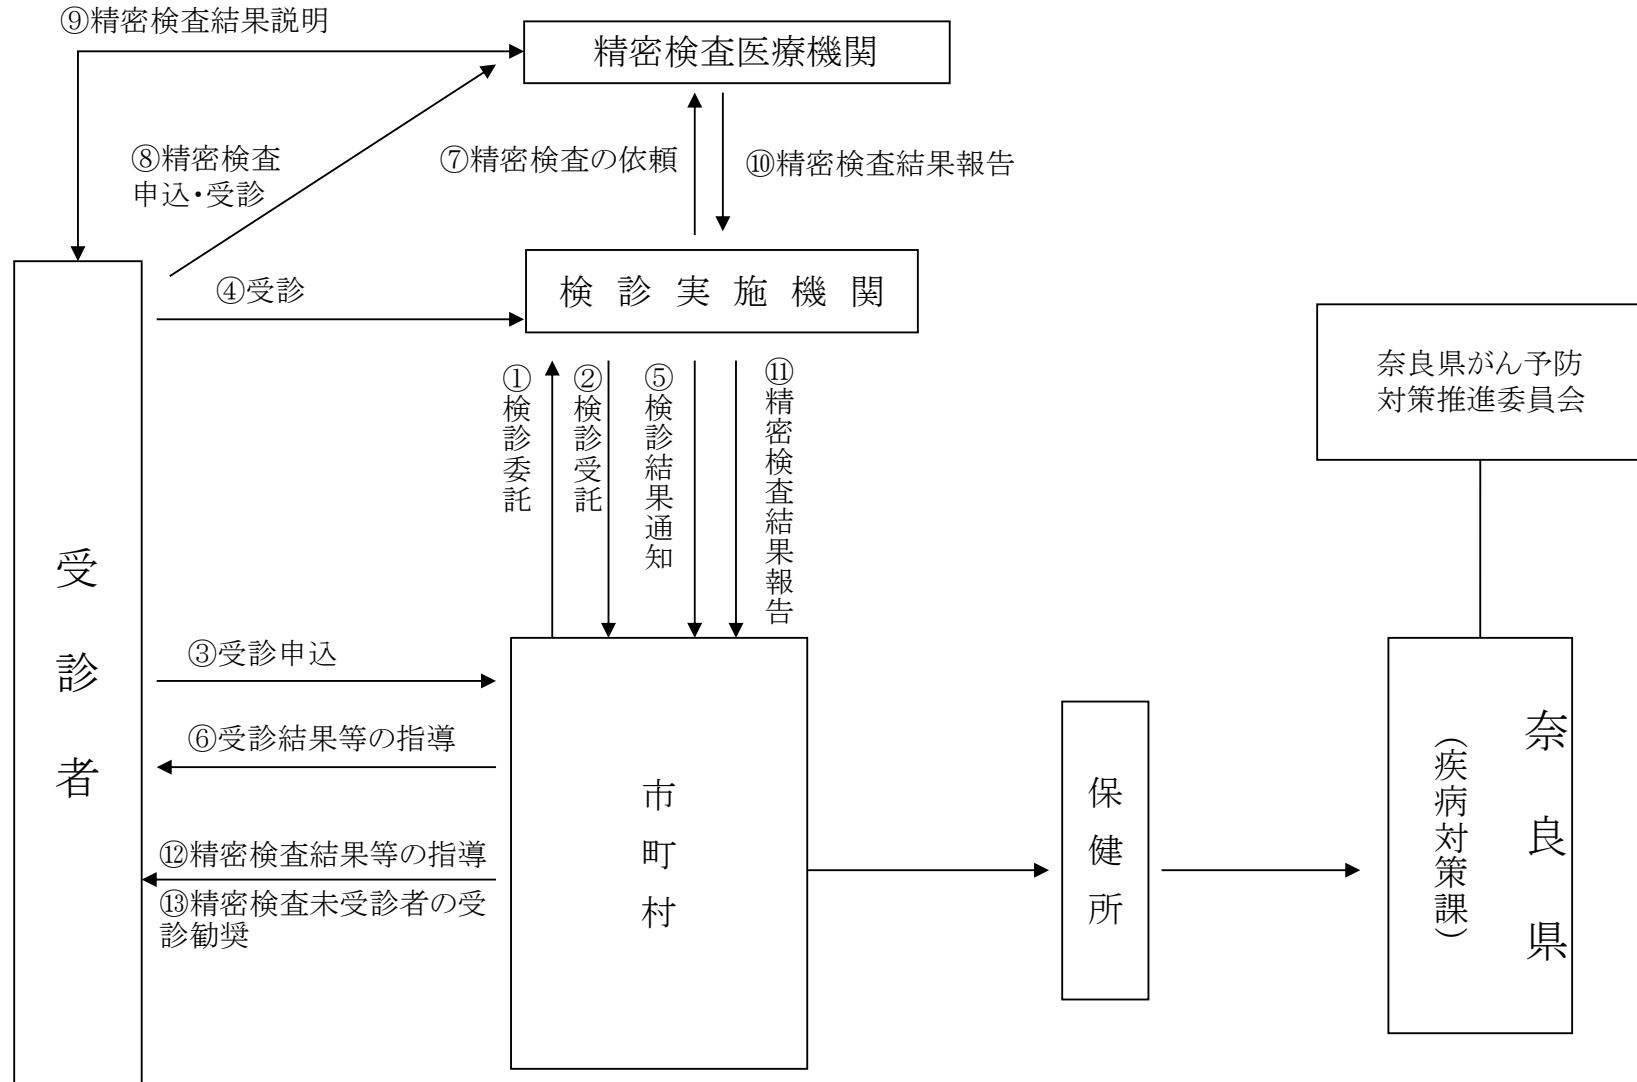 ⑨精密検査結果説明
精密検査医療機関
⑧精密検査
申込・受診
⑦精密検査の依頼
⑩精密検査結果報告
④受診
検診実施機関
奈良県がん予防
対策推進委員会
①検診委託
②検診受託
⑤検診結果通知
⑪精密検査結果報告
受診者
③受診申込
⑥受診結果等の指導
⑫精密検査結果等の指導
⑬精密検査未受診者の受
診勧奨
市町村
保健所
奈良県
(疾病対策課)